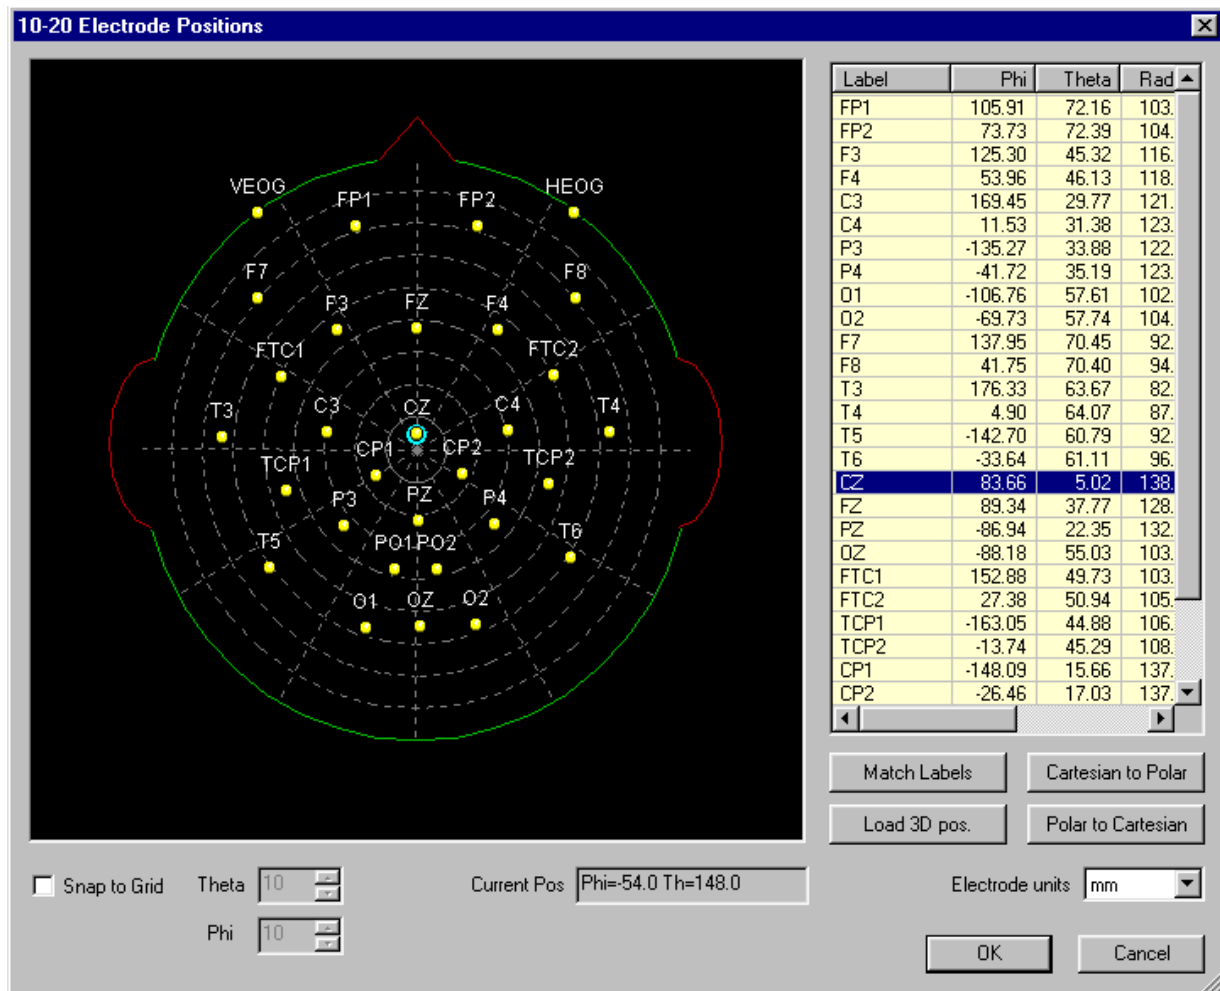 10-20 Electrode Positions
VEOG HEOG
FP1 FP2
F7 F8
F3 FZ F4
FTC1 FTC2
T3 C3 CZ C4 T4
CP1 CP2
TCP1 TCP2
P3 PZ P4
T5 PO1 PO2 T6
O1 OZ O2
Label Phi Theta Rad
FP1 105.91 72.16 103.
FP2 73.73 72.39 104.
F3 125.30 45.32 116.
F4 53.96 46.13 118.
C3 169.45 29.77 121.
C4 11.53 31.38 123.
P3 -135.27 33.88 122.
P4 -41.72 35.19 123.
O1 -106.76 57.61 102.
O2 -69.73 57.74 104.
F7 137.95 70.45 92.
F8 41.75 70.40 94.
T3 176.33 63.67 82.
T4 4.90 64.07 87.
T5 -142.70 60.79 92.
T6 -33.64 61.11 96.
CZ 83.66 5.02 138.
FZ 89.34 37.77 128.
PZ -86.94 22.35 132.
OZ -88.18 55.03 103.
FTC1 152.88 49.73 103.
FTC2 27.38 50.94 105.
TCP1 -163.05 44.88 106.
TCP2 -13.74 45.29 108.
CP1 -148.09 15.66 137.
CP2 -26.46 17.03 137.
Match Labels Cartesian to Polar
Load 3D pos. Polar to Cartesian
Snap to Grid Theta 10 Current Pos Phi=-54.0 Th=148.0 Electrode units mm
Phi 10
OK Cancel